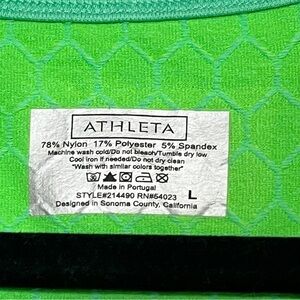 ATHLETA
78% Nylon 17% Polyester 5% Spandex
Machine wash cold/Do not bleach/Tumble dry low
Cool iron if needed/Do not dry clean
"Wash with similar colors together"
Made in Portugal
STYLE#214490 RN#54023 L
Designed in Sonoma County, California